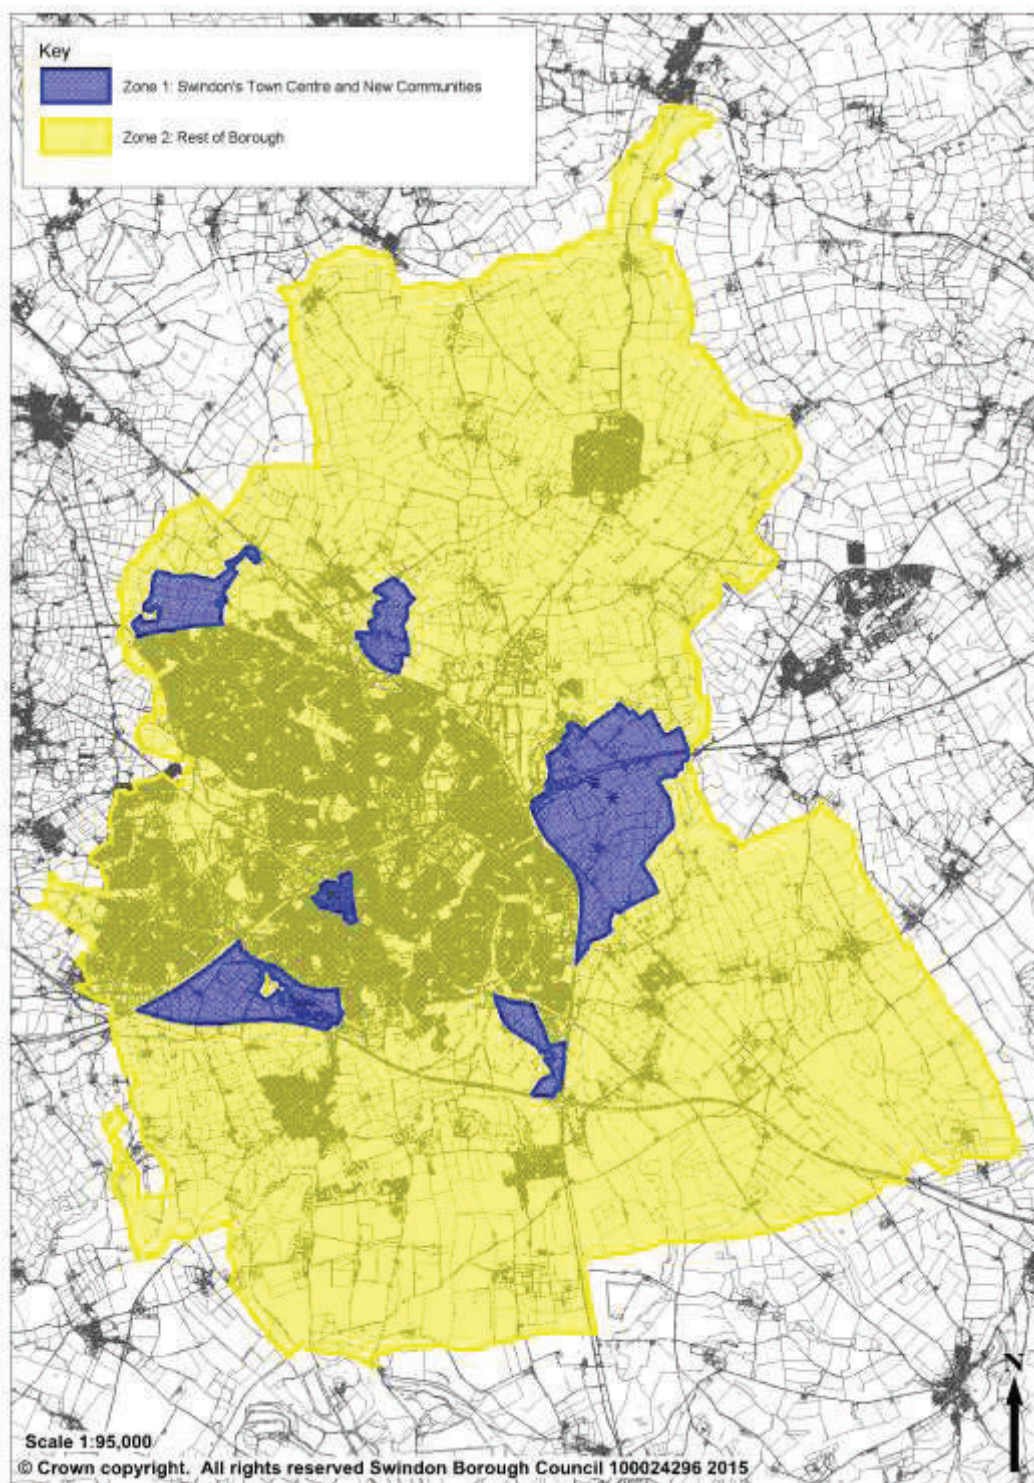 Key
Zone 1: Swindon's Town Centre and New Communities
Zone 2: Rest of Borough
N
Scale 1:95,000
© Crown copyright. All rights reserved Swindon Borough Council 100024296 2015